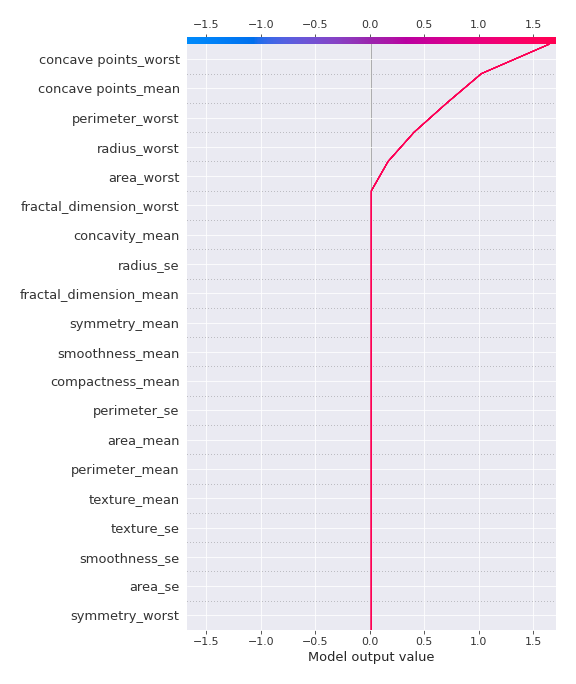 −1.5 −1.0 −0.5 0.0 0.5 1.0 1.5
concave points_worst
concave points_mean
perimeter_worst
radius_worst
area_worst
fractal_dimension_worst
concavity_mean
radius_se
fractal_dimension_mean
symmetry_mean
smoothness_mean
compactness_mean
perimeter_se
area_mean
perimeter_mean
texture_mean
texture_se
smoothness_se
area_se
symmetry_worst
−1.5 −1.0 −0.5 0.0 0.5 1.0 1.5
Model output value